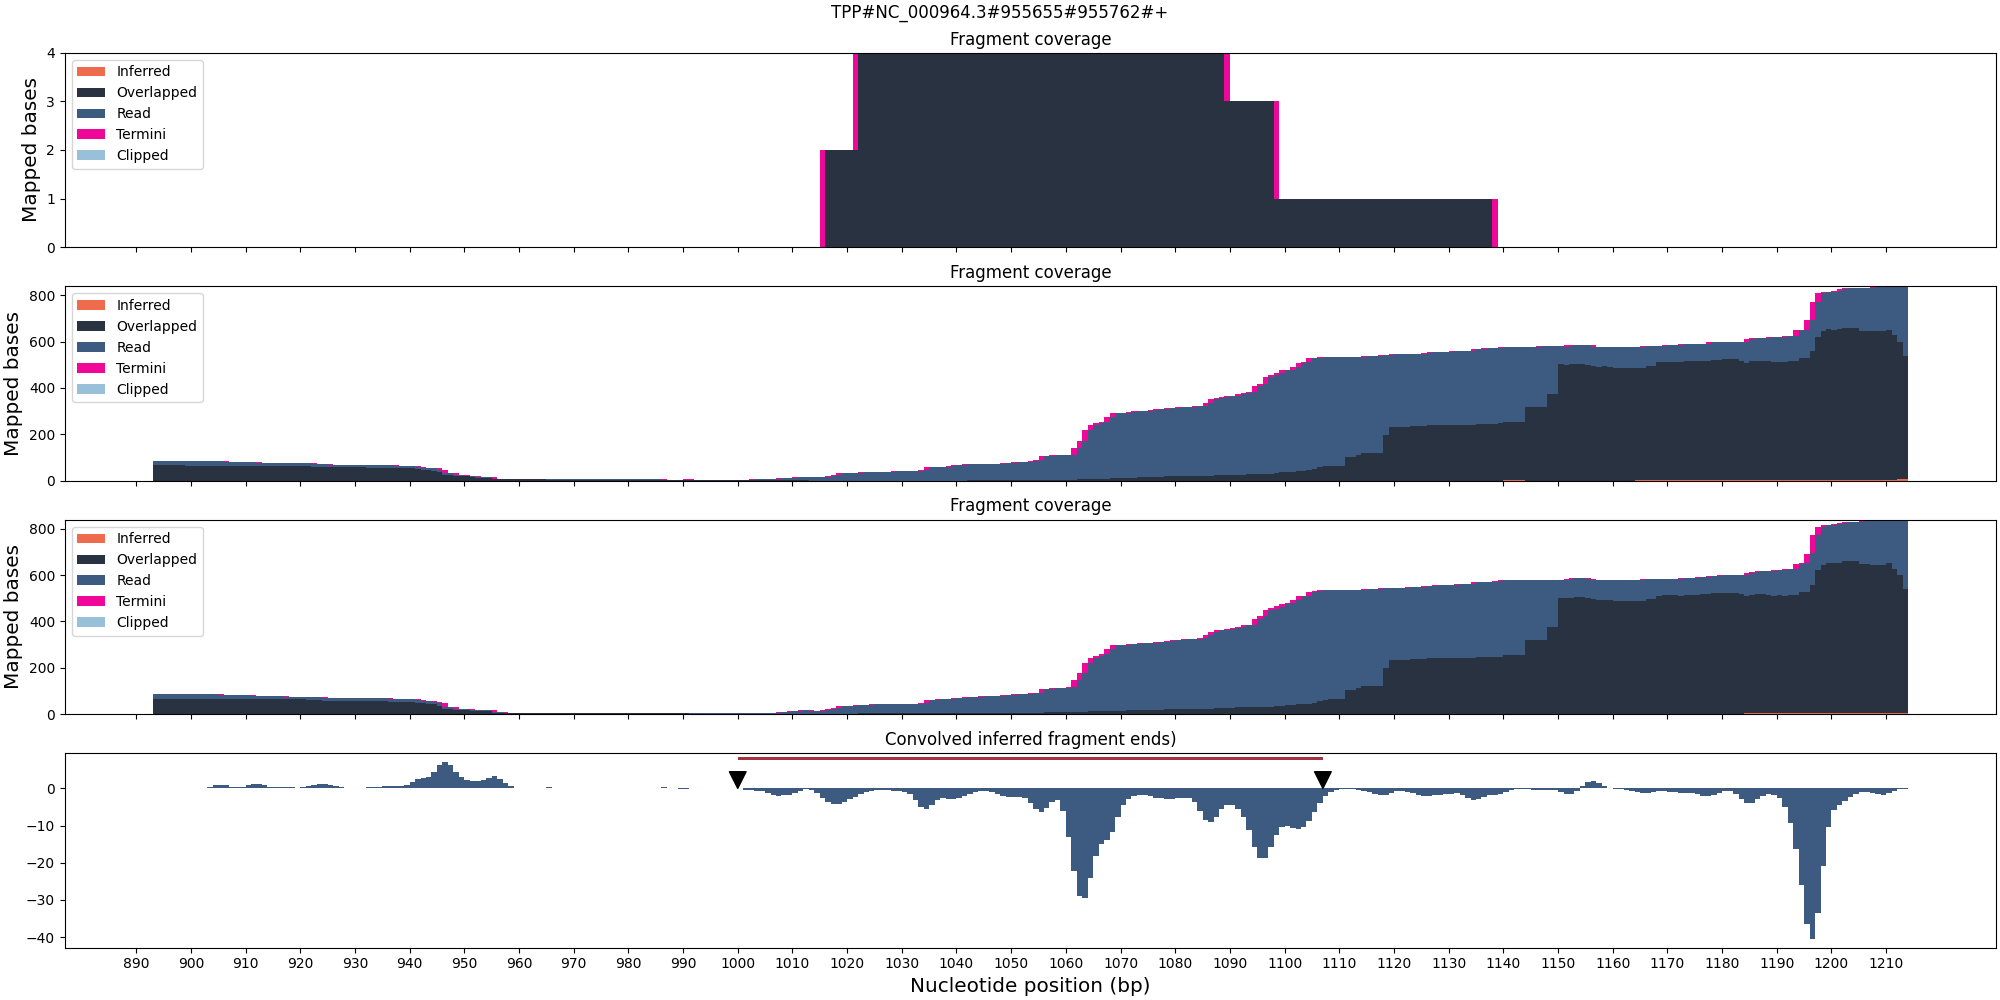 TPP#NC_000964.3#955655#955762#+
Fragment coverage
Mapped bases
4
3
2
1
0
Inferred
Overlapped
Read
Termini
Clipped
Fragment coverage
Mapped bases
800
600
400
200
0
Inferred
Overlapped
Read
Termini
Clipped
Fragment coverage
Mapped bases
800
600
400
200
0
Inferred
Overlapped
Read
Termini
Clipped
Convolved inferred fragment ends)
0
−10
−20
−30
−40
890 900 910 920 930 940 950 960 970 980 990 1000 1010 1020 1030 1040 1050 1060 1070 1080 1090 1100 1110 1120 1130 1140 1150 1160 1170 1180 1190 1200 1210
Nucleotide position (bp)